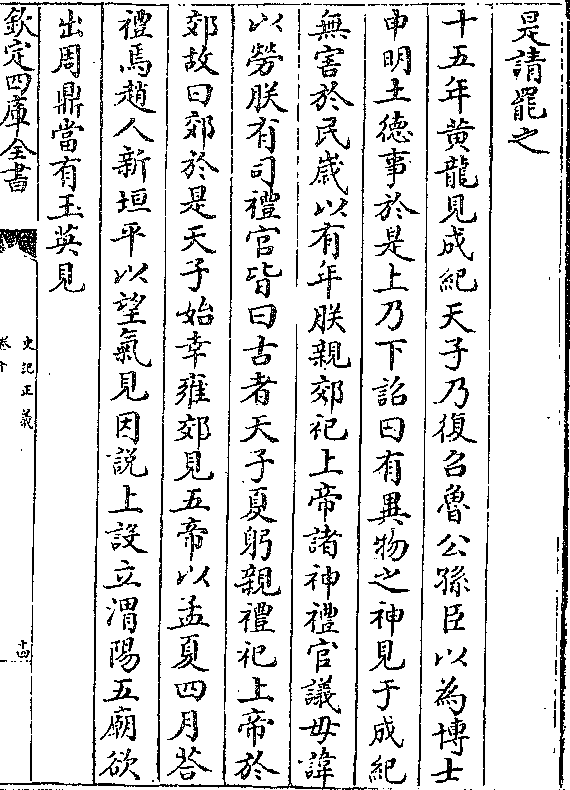 是請罷之
十五年黃龍見成紀天子乃復召魯公孫臣以為博士
申明土德事於是上乃下詔曰有異物之神見于成紀
無害於民歲以有年朕親郊祀上帝諸神禮官議毋諱
以勞朕有司禮官皆曰古者天子夏躬親禮祀上帝於
郊故曰郊於是天子始幸雍郊見五帝以孟夏四月答
禮焉趙人新垣平以望氣見因説上設立渭陽五廟欲
出周鼎當有玉英見
欽定四庫全書
史記正義
卷十
十四